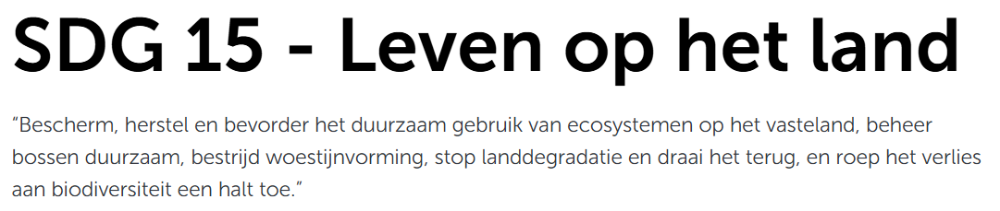 SDG 15 - Leven op het land
“Bescherm, herstel en bevorder het duurzaam gebruik van ecosystemen op het vasteland, beheer
bossen duurzaam, bestrijd woestijnvorming, stop landdegradatie en draai het terug, en roep het verlies
aan biodiversiteit een halt toe.”